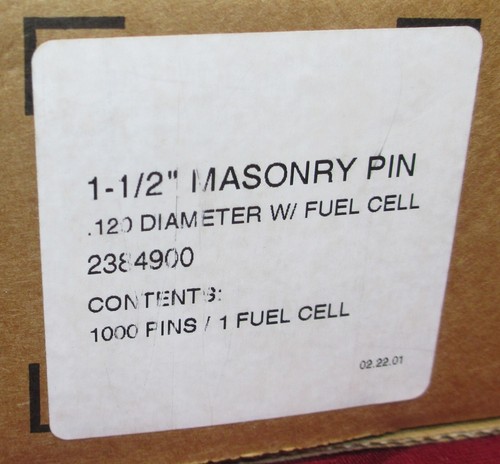 1-1/2" MASONRY PIN
.120 DIAMETER W/ FUEL CELL
2384900
CONTENTS:
1000 PINS / 1 FUEL CELL
02.22.01